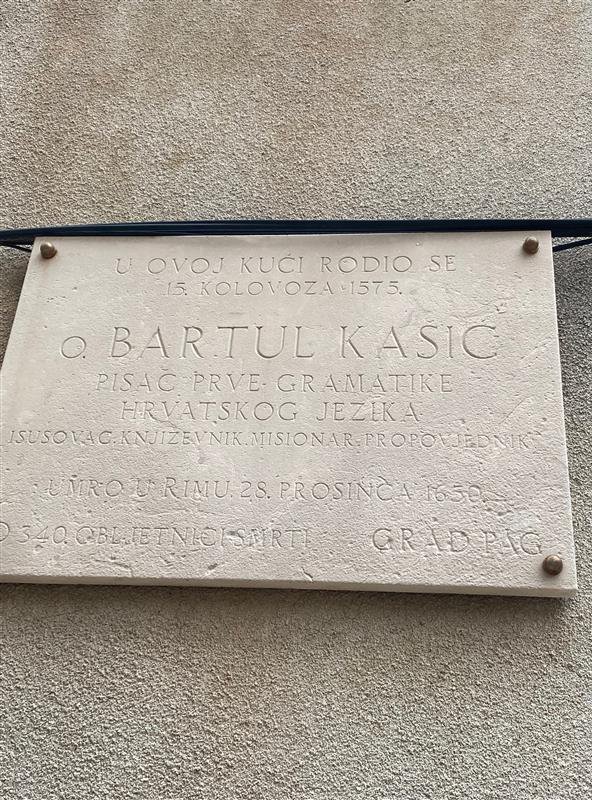 U OVOJ KUĆI RODIO SE
15. KOLOVOZA 1575.
O. BARTUL KAŠIĆ
PISAC PRVE GRAMATIKE
HRVATSKOG JEZIKA
ISUSOVAC. KNJIŽEVNIK. MISIONAR. PROPOVJEDNIK
UMRO U RIMU. 28. PROSINCA 1650.
O 340. OBLJETNICI SMRTI GRAD PAG